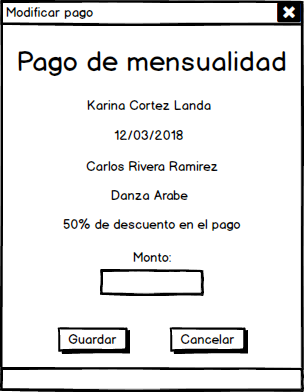 Modificar pago
Pago de mensualidad
Karina Cortez Landa
12/03/2018
Carlos Rivera Ramirez
Danza Arabe
50% de descuento en el pago
Monto:
Guardar
Cancelar